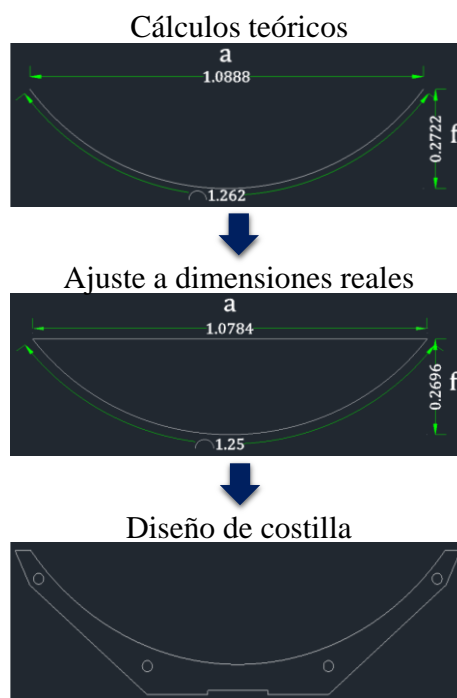 Cálculos teóricos
a
1.0888
0.2722
f
1.262
Ajuste a dimensiones reales
a
1.0784
0.2696
f
1.25
Diseño de costilla